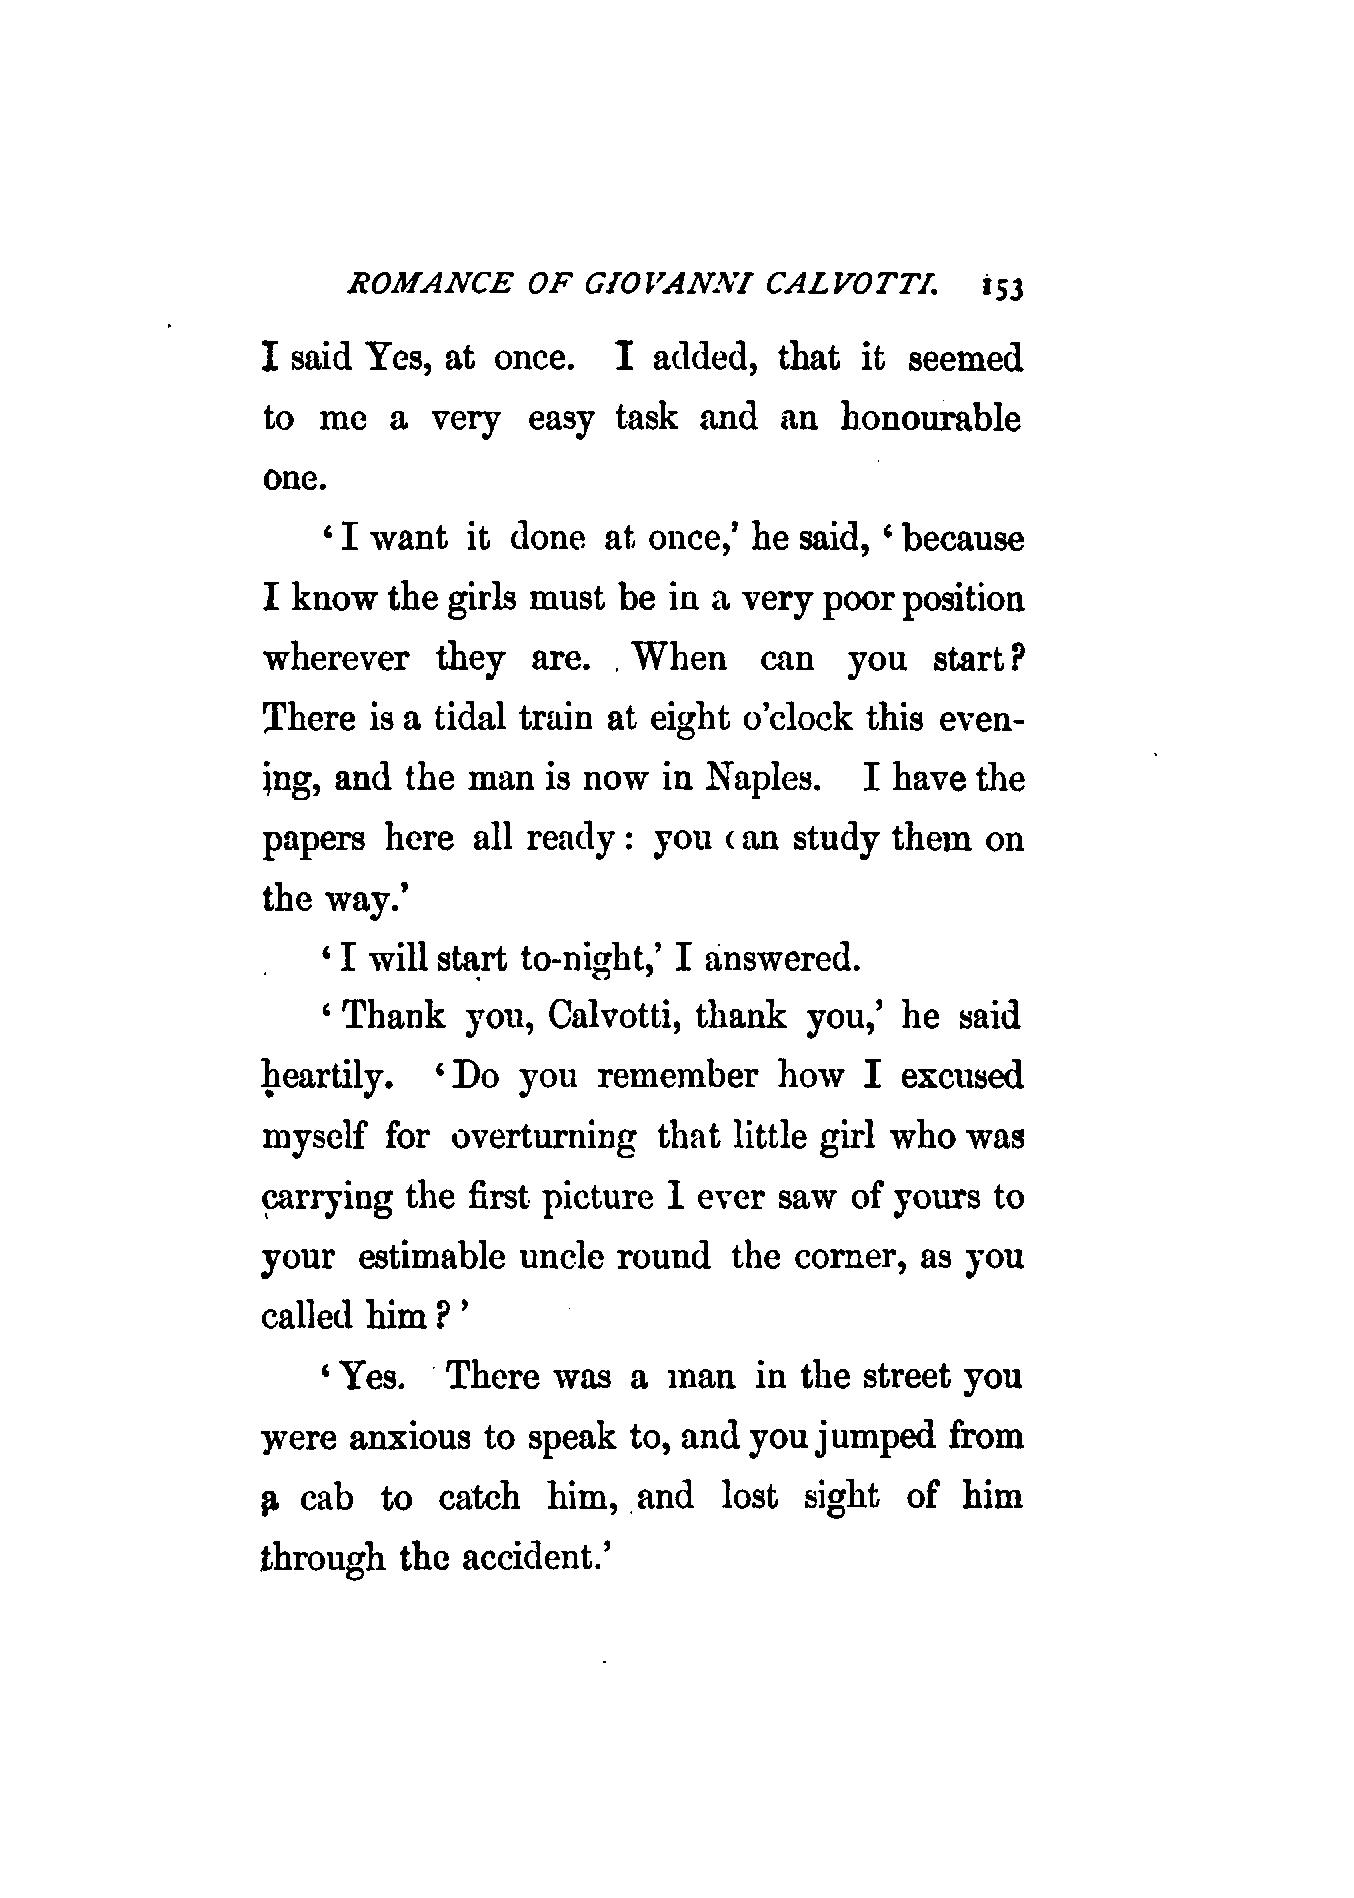 ROMANCE OF GIOVANNI CALVOTTI. 153
I said Yes, at once. I added, that it seemed
to me a very easy task and an honourable
one.
‘ I want it done at once,’ he said, ‘ because
I know the girls must be in a very poor position
wherever they are. When can you start?
There is a tidal train at eight o’clock this even-
ing, and the man is now in Naples. I have the
papers here all ready: you can study them on
the way.’
‘ I will start to-night,’ I answered.
‘ Thank you, Calvotti, thank you,’ he said
heartily. ‘ Do you remember how I excused
myself for overturning that little girl who was
carrying the first picture I ever saw of yours to
your estimable uncle round the corner, as you
called him? ’
‘ Yes. There was a man in the street you
were anxious to speak to, and you jumped from
a cab to catch him, and lost sight of him
through the accident.’